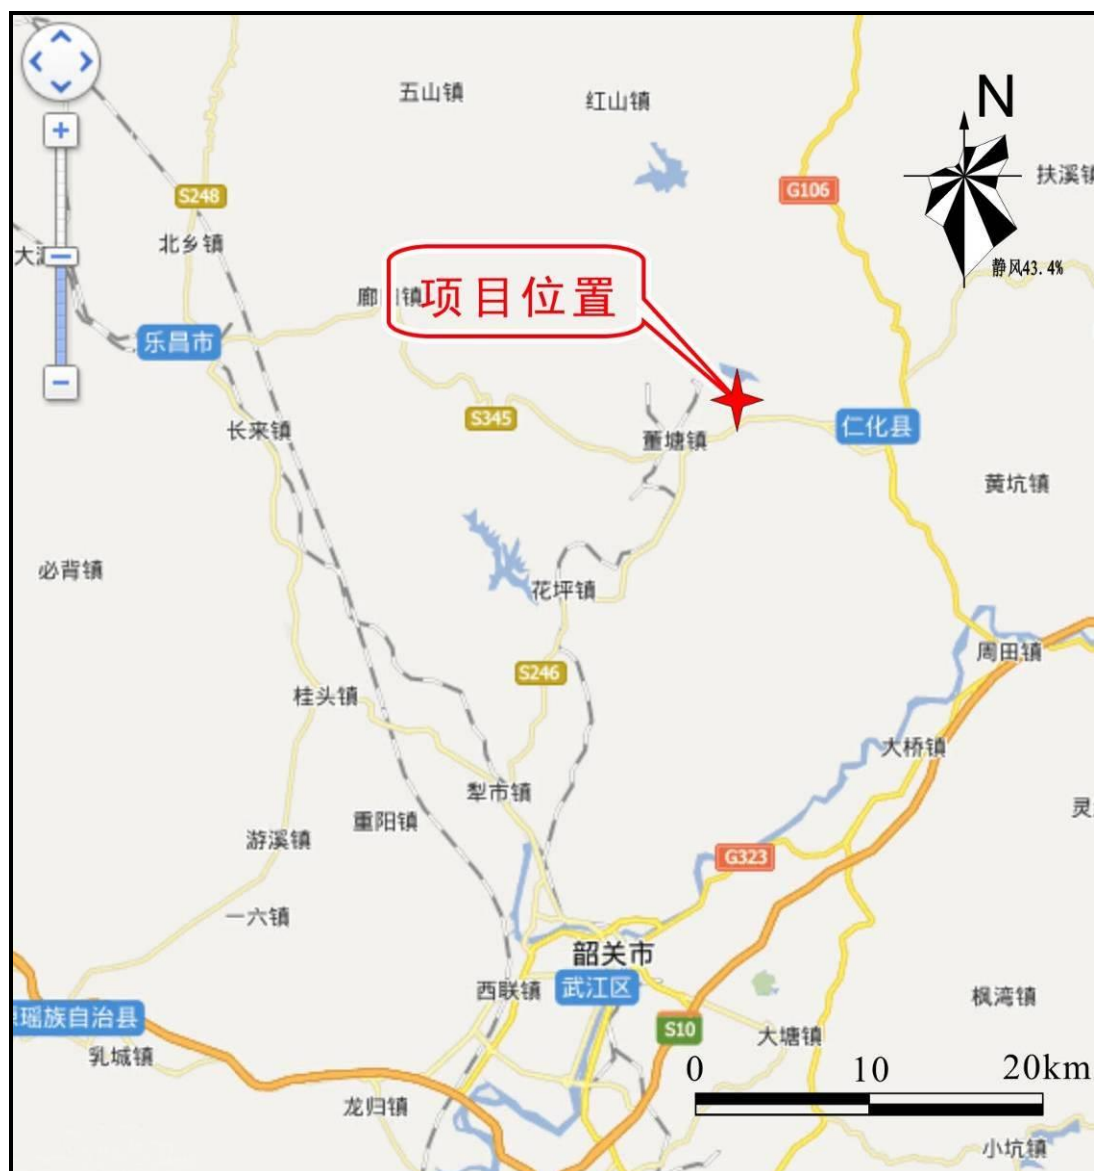 五山镇
红山镇
N
扶溪镇
S248
G106
北乡镇
静风43.4%
项目位置
乐昌市
S345
长来镇
董塘镇
仁化县
黄坑镇
必背镇
花坪镇
周田镇
S246
桂头镇
大桥镇
犁市镇
重阳镇
游溪镇
G323
一六镇
韶关市
西联镇
武江区
枫湾镇
瑶族自治县
S10
大塘镇
乳城镇
0 10 20km
龙归镇
小坑镇